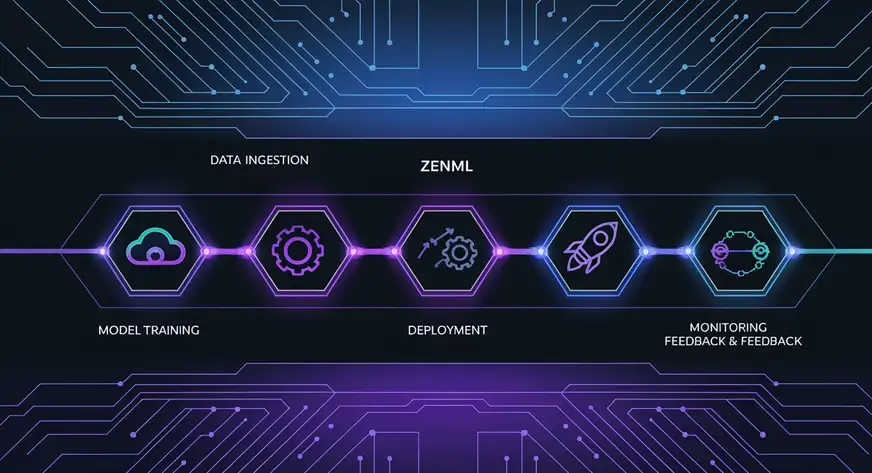 DATA INGESTION
ZENML
MODEL TRAINING
DEPLOYMENT
MONITORING
FEEDBACK & FEEDBACK